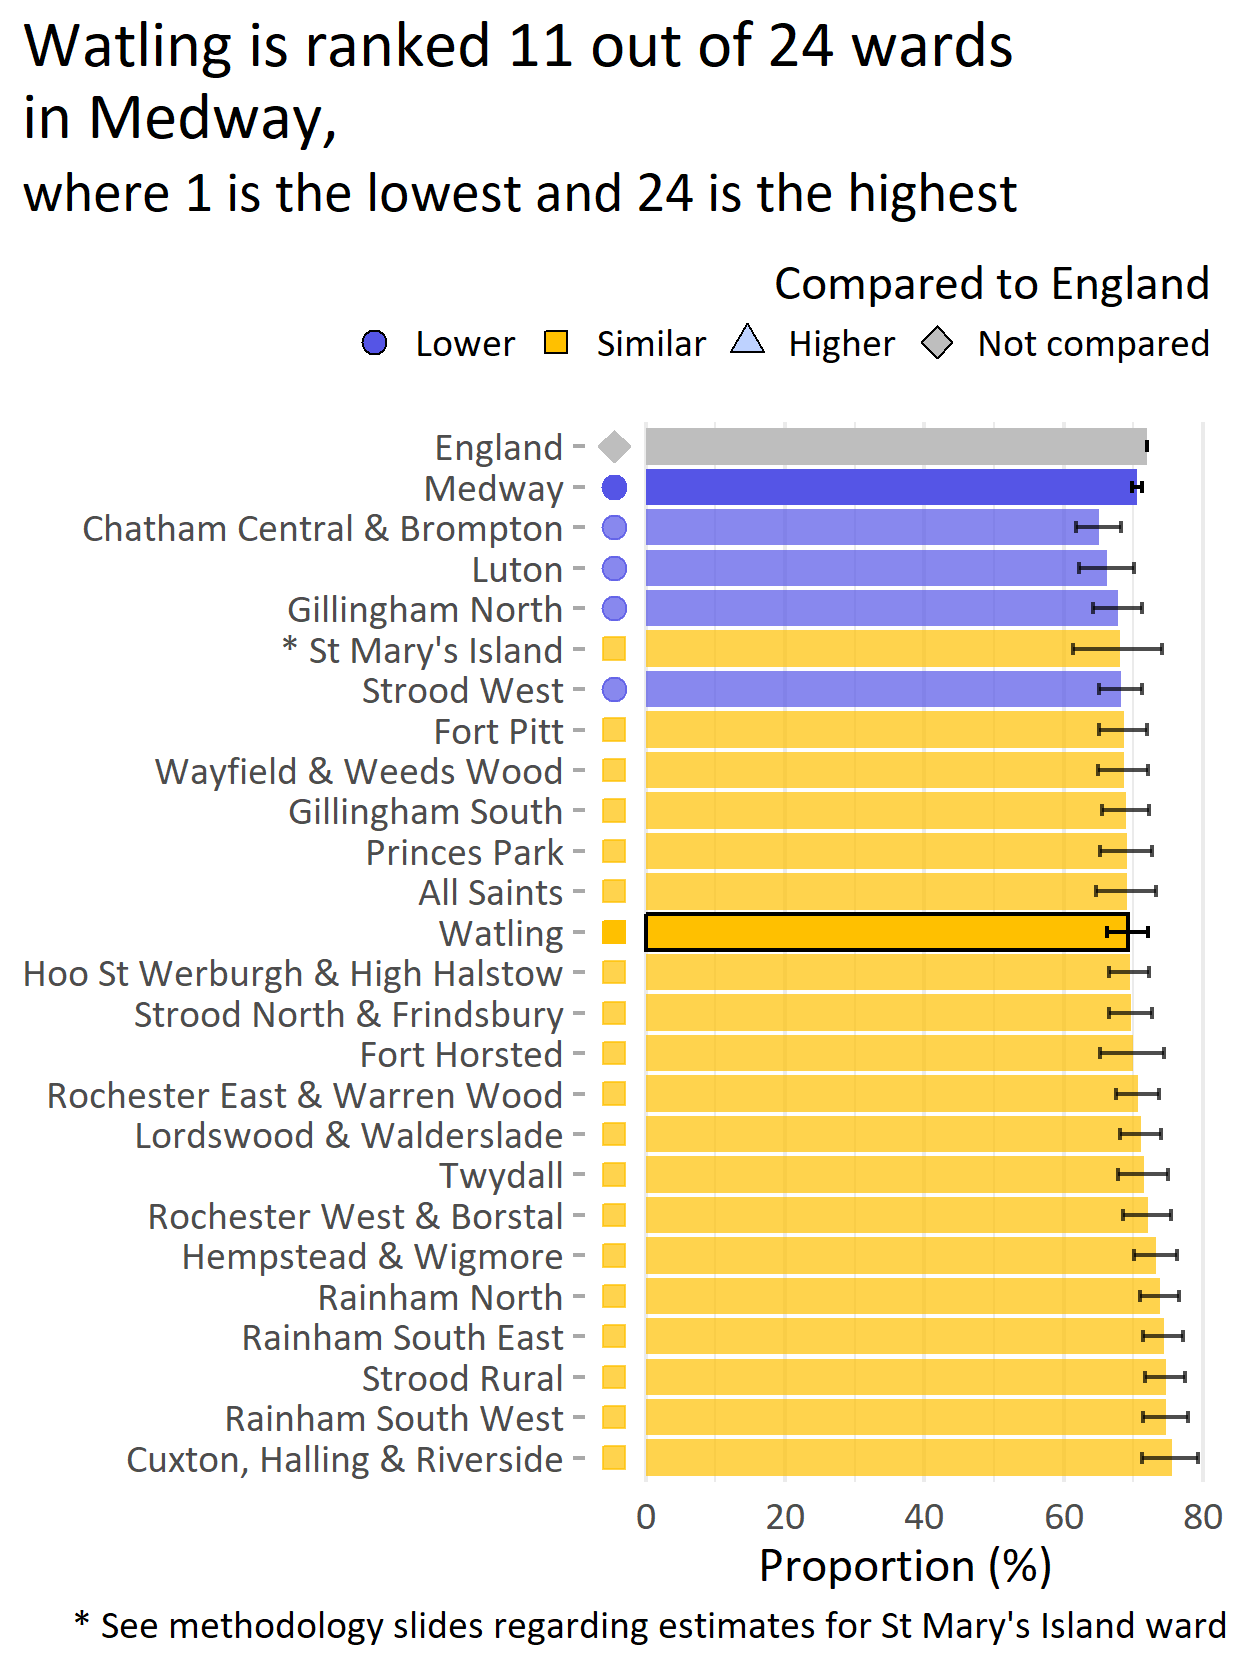 Watling is ranked 11 out of 24 wards
in Medway,
where 1 is the lowest and 24 is the highest
Compared to England
Lower Similar Higher Not compared
England
Medway
Chatham Central & Brompton
Luton
Gillingham North
* St Mary's Island
Strood West
Fort Pitt
Wayfield & Weeds Wood
Gillingham South
Princes Park
All Saints
Watling
Hoo St Werburgh & High Halstow
Strood North & Frindsbury
Fort Horsted
Rochester East & Warren Wood
Lordswood & Walderslade
Twydall
Rochester West & Borstal
Hempstead & Wigmore
Rainham North
Rainham South East
Strood Rural
Rainham South West
Cuxton, Halling & Riverside
0 20 40 60 80
Proportion (%)
* See methodology slides regarding estimates for St Mary's Island ward